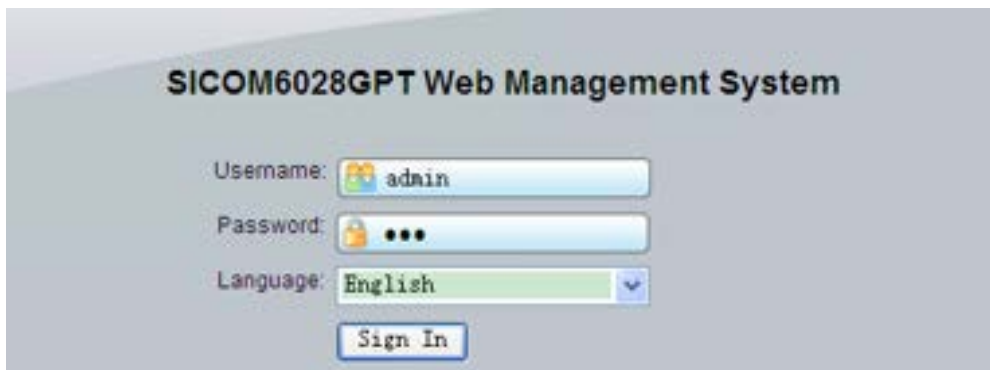 SICOM6028GPT Web Management System
Username: admin
Password: •••
Language: English
Sign In